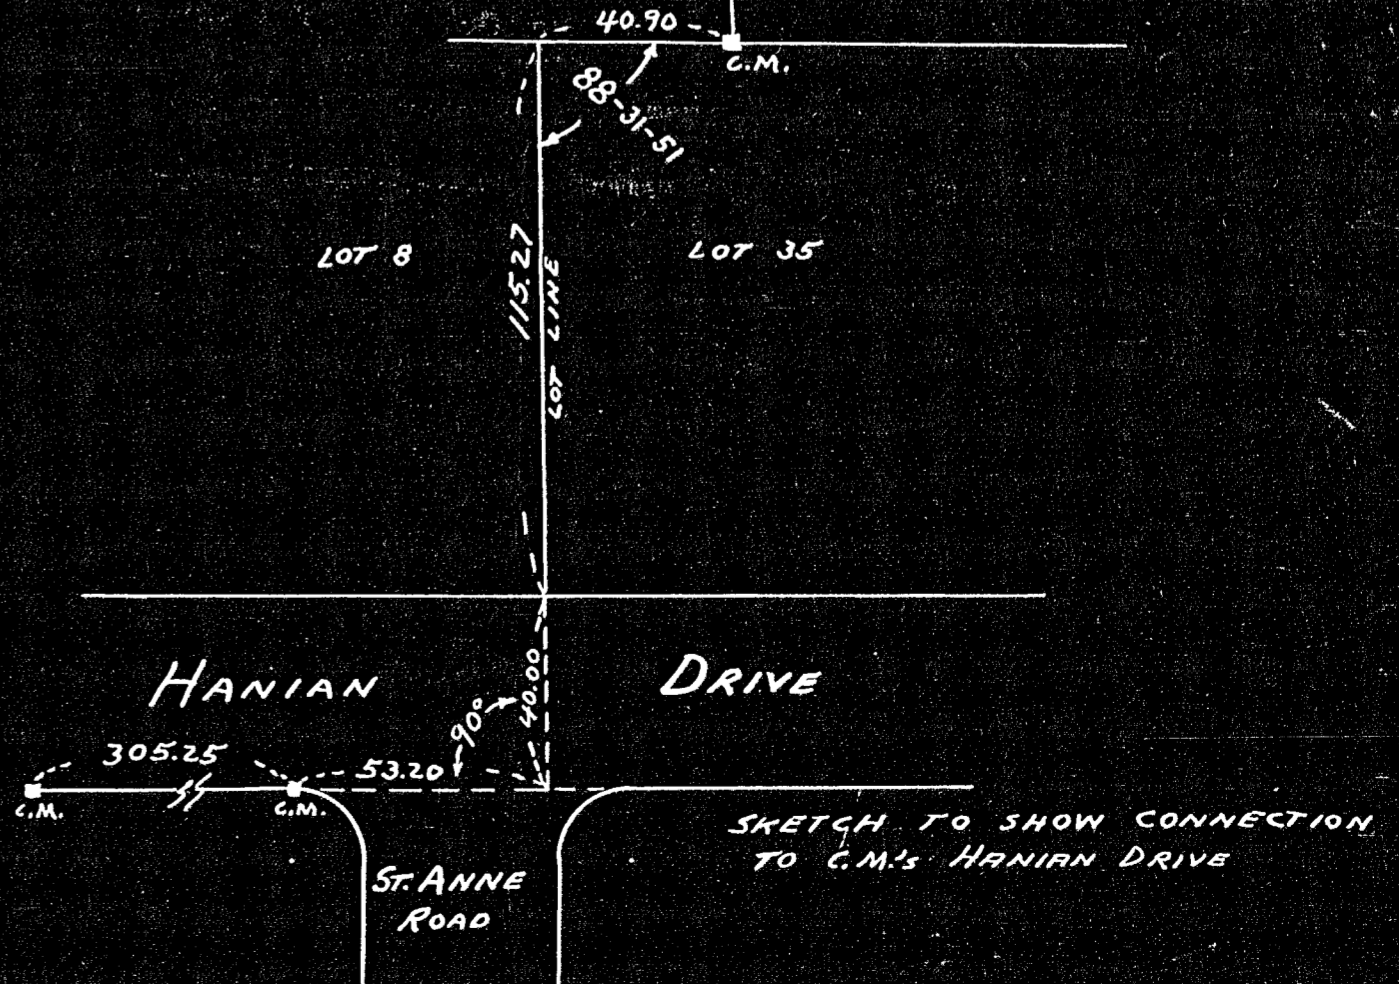 40.90
C.M.
88-31-51
LOT 8
LOT 35
115.27
LOT LINE
HANIAN DRIVE
40.00
90°
305.25
53.20
C.M.
C.M.
SKETCH TO SHOW CONNECTION
TO C.M.'s HANIAN DRIVE
ST. ANNE
ROAD